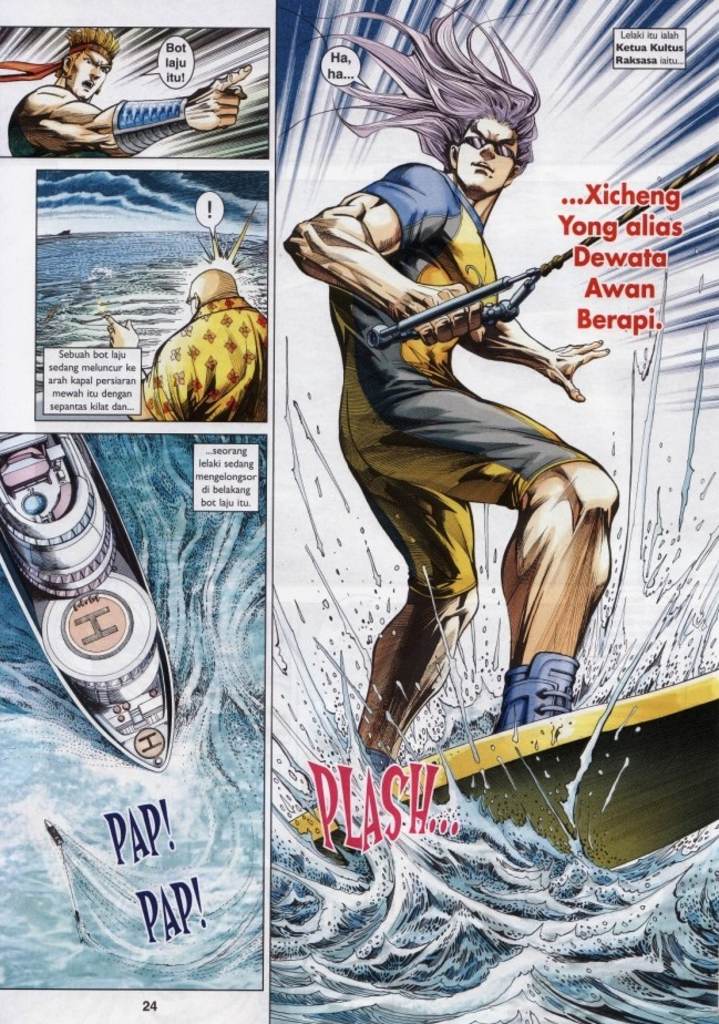 Bot
laju
itu!
!
Sebuah bot laju
sedang meluncur ke
arah kapal persiaran
mewah itu dengan
sepantas kilat dan...
...seorang
lelaki sedang
mengelongsor
di belakang
bot laju itu.
H
H
PAP!
PAP!
Ha,
ha...
Lelaki itu ialah
Ketua Kultus
Raksasa iaitu...
...Xicheng
Yong alias
Dewata
Awan
Berapi.
PLASH...
24